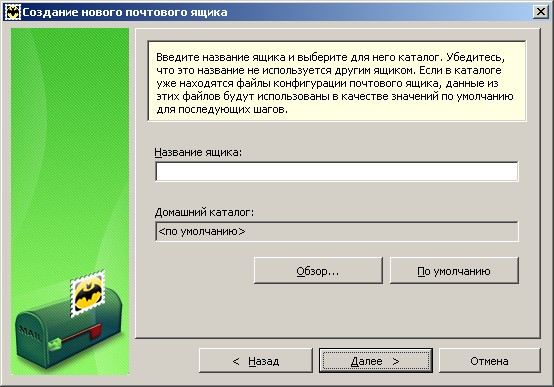 Создание нового почтового ящика
Введите название ящика и выберите для него каталог. Убедитесь,
что это название не используется другим ящиком. Если в каталоге
уже находятся файлы конфигурации почтового ящика, данные из
этих файлов будут использованы в качестве значений по умолчанию
для последующих шагов.
Название ящика:
Домашний каталог:
<по умолчанию>
Обзор...
По умолчанию
MAIL
< Назад
Далее >
Отмена